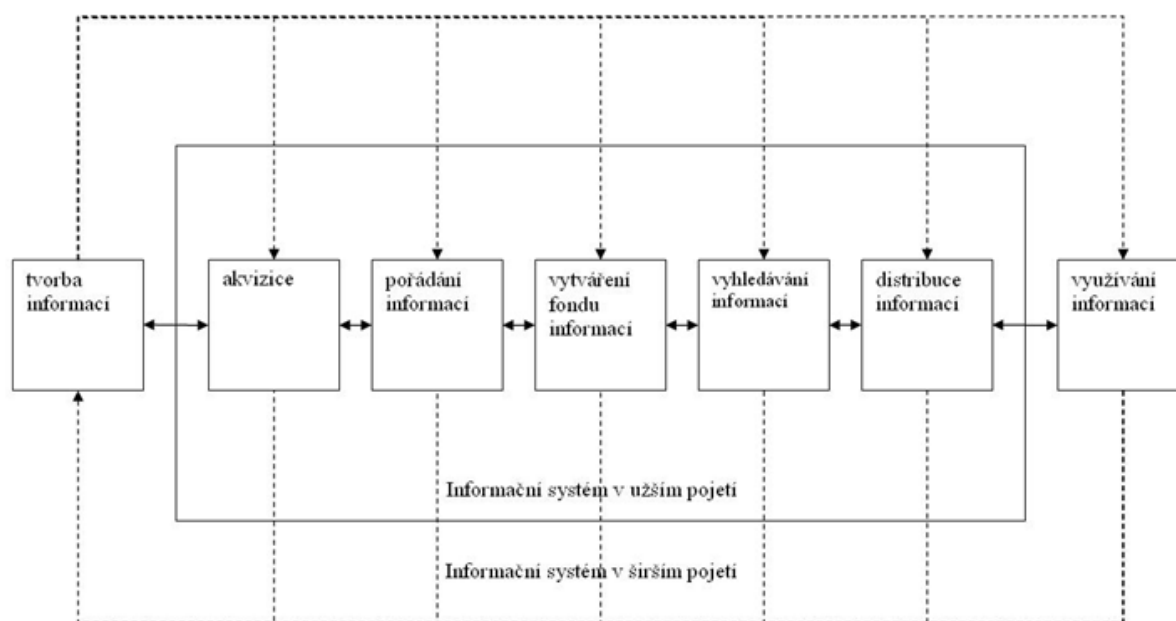 tvorba
informací
akvizice
pořádání
informací
vytváření
fondu
informací
vyhledávání
informací
distribuce
informací
využívání
informací
Informační systém v užším pojetí
Informační systém v širším pojetí